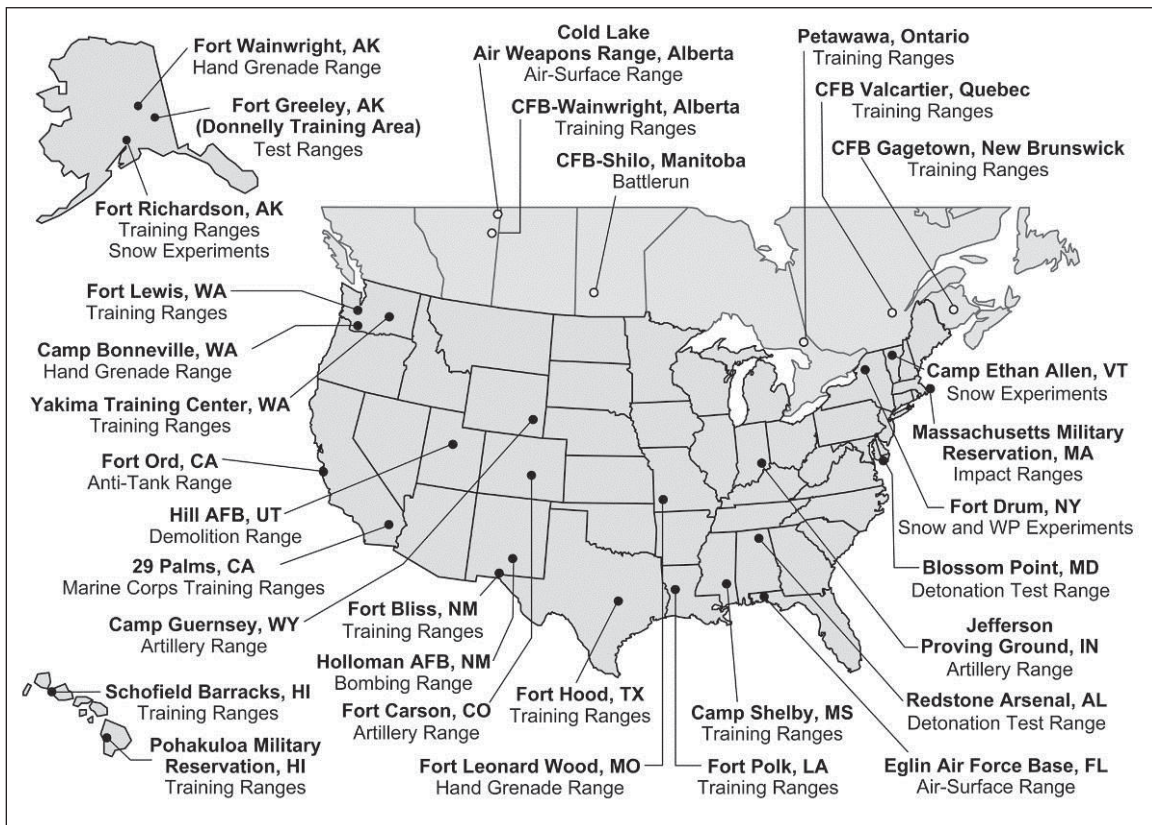 Fort Wainwright, AK
Hand Grenade Range
Fort Greeley, AK
(Donnelly Training Area)
Test Ranges
Fort Richardson, AK
Training Ranges
Snow Experiments
Cold Lake
Air Weapons Range, Alberta
Air-Surface Range
CFB-Wainwright, Alberta
Training Ranges
CFB-Shilo, Manitoba
Battlerun
Petawawa, Ontario
Training Ranges
CFB Valcartier, Quebec
Training Ranges
CFB Gagetown, New Brunswick
Training Ranges
Fort Lewis, WA
Training Ranges
Camp Bonneville, WA
Hand Grenade Range
Yakima Training Center, WA
Training Ranges
Fort Ord, CA
Anti-Tank Range
Hill AFB, UT
Demolition Range
29 Palms, CA
Marine Corps Training Ranges
Camp Guernsey, WY
Artillery Range
Schofield Barracks, HI
Training Ranges
Pohakuloa Military
Reservation, HI
Training Ranges
Fort Bliss, NM
Training Ranges
Holloman AFB, NM
Bombing Range
Fort Carson, CO
Artillery Range
Fort Hood, TX
Training Ranges
Fort Leonard Wood, MO
Hand Grenade Range
Camp Shelby, MS
Training Ranges
Fort Polk, LA
Training Ranges
Camp Ethan Allen, VT
Snow Experiments
Massachusetts Military
Reservation, MA
Impact Ranges
Fort Drum, NY
Snow and WP Experiments
Blossom Point, MD
Detonation Test Range
Jefferson
Proving Ground, IN
Artillery Range
Redstone Arsenal, AL
Detonation Test Range
Eglin Air Force Base, FL
Air-Surface Range